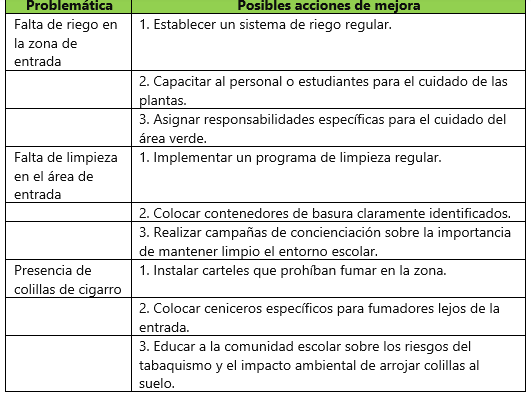 Problemática
Posibles acciones de mejora
Falta de riego en
la zona de
entrada
1. Establecer un sistema de riego regular.
2. Capacitar al personal o estudiantes para el cuidado de las
plantas.
3. Asignar responsabilidades específicas para el cuidado del
área verde.
Falta de limpieza
en el área de
entrada
1. Implementar un programa de limpieza regular.
2. Colocar contenedores de basura claramente identificados.
3. Realizar campañas de concienciación sobre la importancia
de mantener limpio el entorno escolar.
Presencia de
colillas de cigarro
1. Instalar carteles que prohíban fumar en la zona.
2. Colocar ceniceros específicos para fumadores lejos de la
entrada.
3. Educar a la comunidad escolar sobre los riesgos del
tabaquismo y el impacto ambiental de arrojar colillas al
suelo.